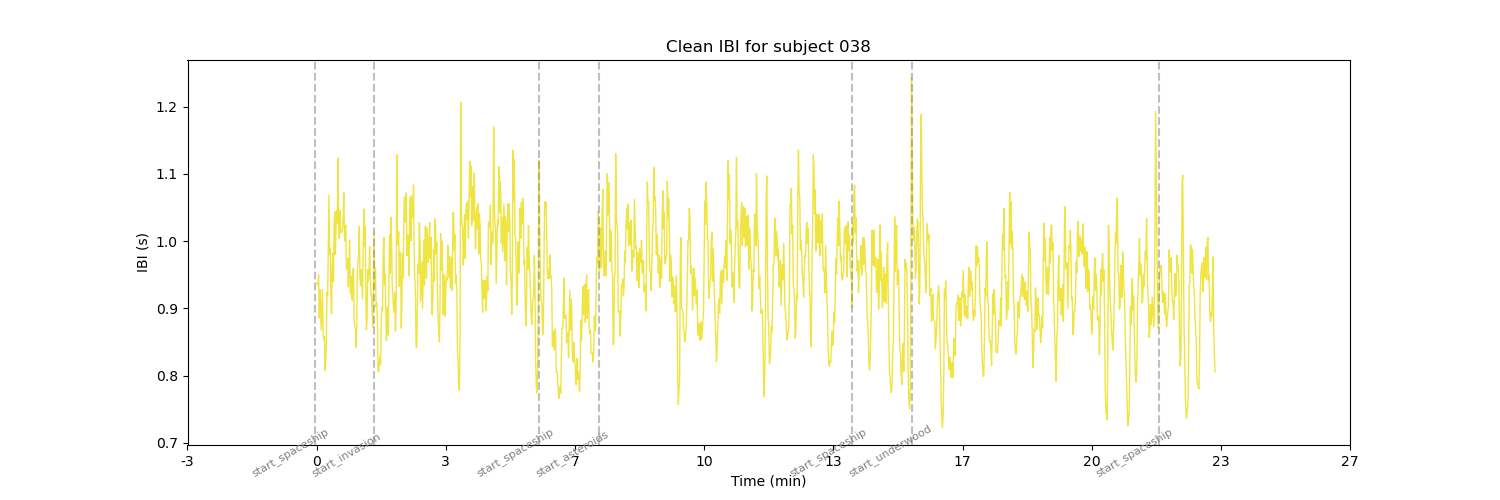 Clean IBI for subject 038
IBI (s)
1.2
1.1
1.0
0.9
0.8
0.7
-3 0 3 7 10 13 17 20 23 27
start_spaceship start_invasion start_spaceship start_asteroids start_spaceship start_underwood start_spaceship
Time (min)